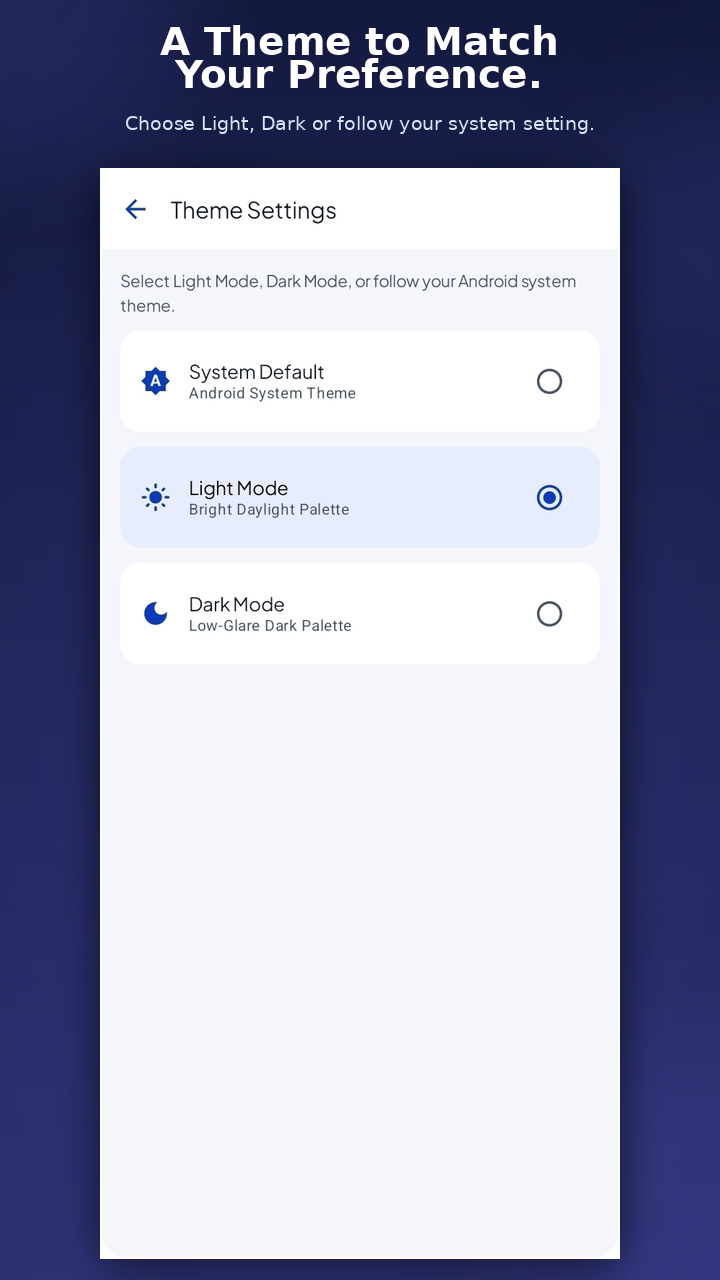 A Theme to Match
Your Preference.
Choose Light, Dark or follow your system setting.
Theme Settings
Select Light Mode, Dark Mode, or follow your Android system
theme.
A
System Default
Android System Theme
Light Mode
Bright Daylight Palette
Dark Mode
Low-Glare Dark Palette